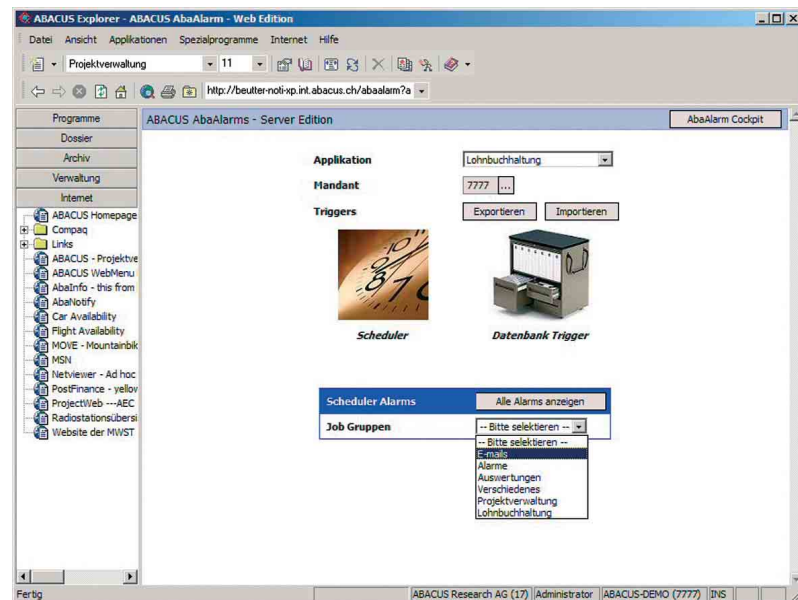 ABACUS Explorer - ABACUS AbaAlarm - Web Edition
Datei Ansicht Applikationen Spezialprogramme Internet Hilfe
Projektverwaltung 11
http://beutter-noti-xp.int.abacus.ch/abaalarm?a
Programme
Dossier
Archiv
Verwaltung
Internet
ABACUS Homepage
Compaq
Links
ABACUS - Projektve
ABACUS WebMenu
AbaInfo - this from
AbaNotify
Car Availability
Flight Availability
MOVE - Mountainbik
MSN
Netviewer - Ad hoc
PostFinance - yellov
ProjectWeb ---AEC
Radiostationsübersi
Website der MWST
ABACUS AbaAlarms - Server Edition AbaAlarm Cockpit
Applikation Lohnbuchhaltung
Mandant 7777 ...
Triggers Exportieren Importieren
Scheduler Datenbank Trigger
Scheduler Alarms Alle Alarms anzeigen
Job Gruppen -- Bitte selektieren --
-- Bitte selektieren --
E-mails
Alarme
Auswertungen
Verschiedenes
Projektverwaltung
Lohnbuchhaltung
Fertig ABACUS Research AG (17) Administrator ABACUS-DEMO (7777) INS